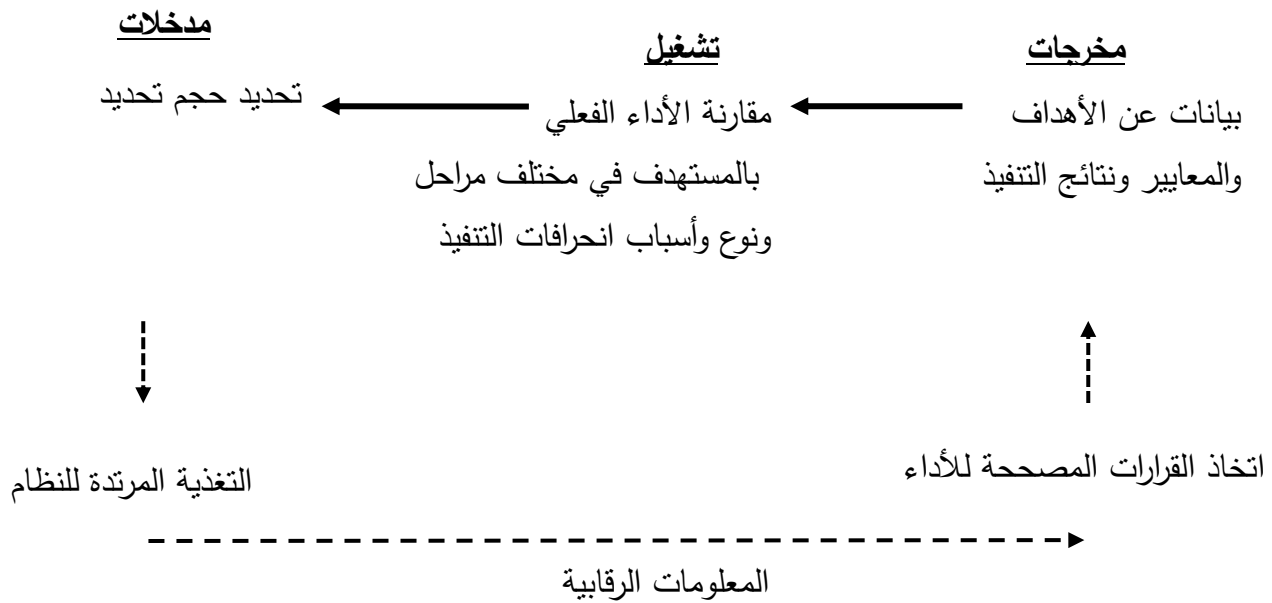 مخرجات
بيانات عن الأهداف
والمعايير ونتائج التنفيذ
تشغيل
مقارنة الأداء الفعلي
بالمستهدف في مختلف مراحل
ونوع وأسباب انحرافات التنفيذ
مدخلات
تحديد حجم تحديد
اتخاذ القرارات المصححة للأداء
التغذية المرتدة للنظام
المعلومات الرقابية